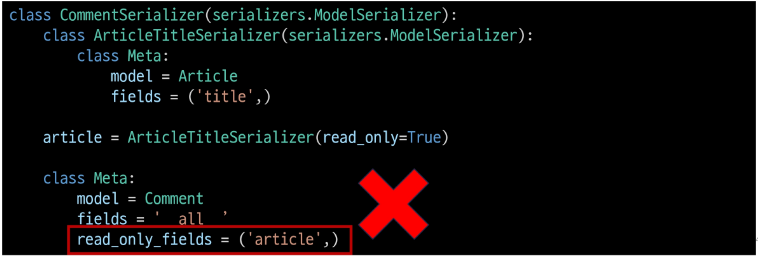 class CommentSerializer(serializers.ModelSerializer):
    class ArticleTitleSerializer(serializers.ModelSerializer):
        class Meta:
            model = Article
            fields = ('title',)
    article = ArticleTitleSerializer(read_only=True)
    class Meta:
        model = Comment
        fields = '__all__’
        read_only_fields = ('article',)